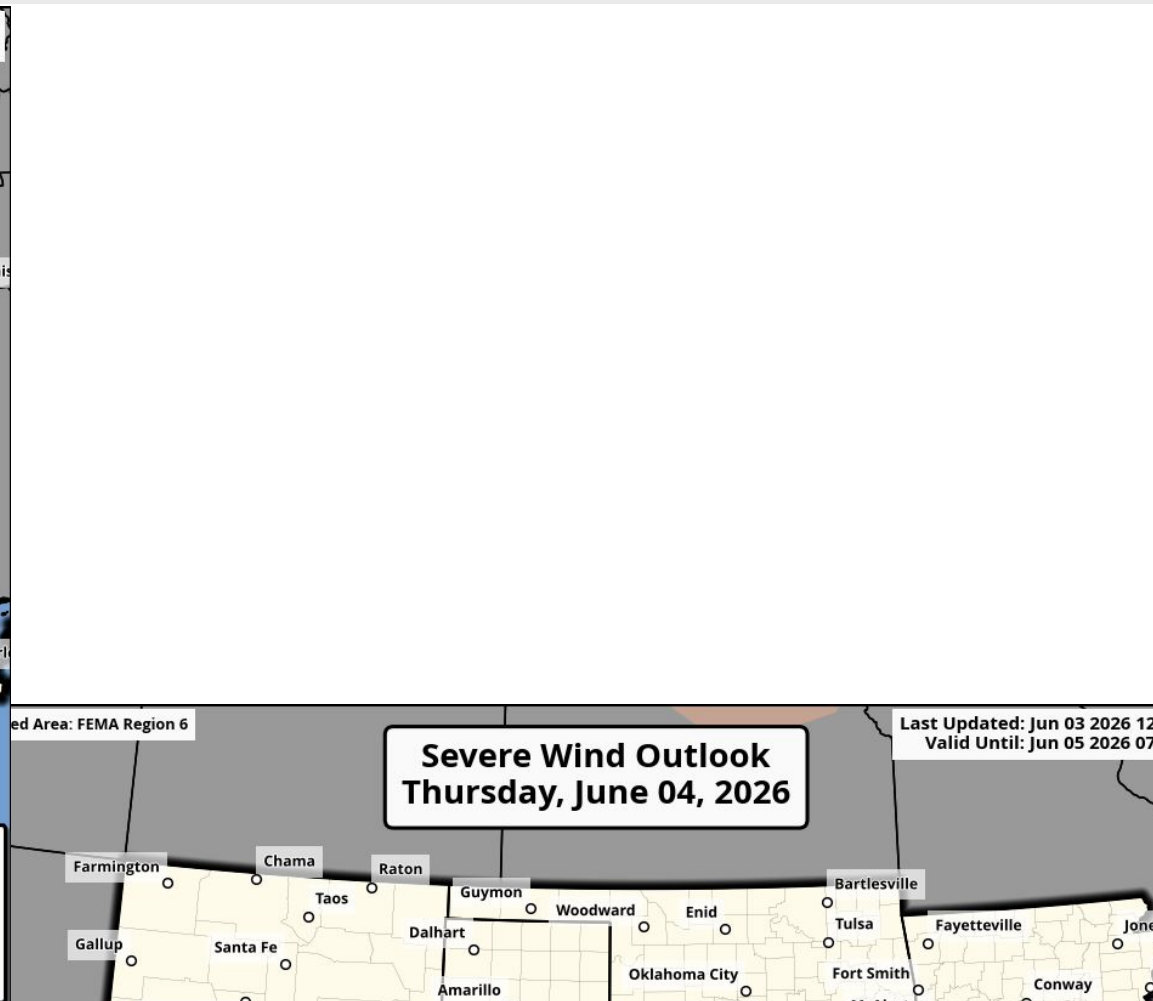 ed Area: FEMA Region 6
Last Updated: Jun 03 2026 12
Valid Until: Jun 05 2026 07
Severe Wind Outlook
Thursday, June 04, 2026
Farmington
Chama
Raton
Guymon
Bartlesville
Taos
Woodward
Enid
Tulsa
Fayetteville
Jone
Dalhart
Gallup
Santa Fe
Oklahoma City
Fort Smith
Amarillo
Conway